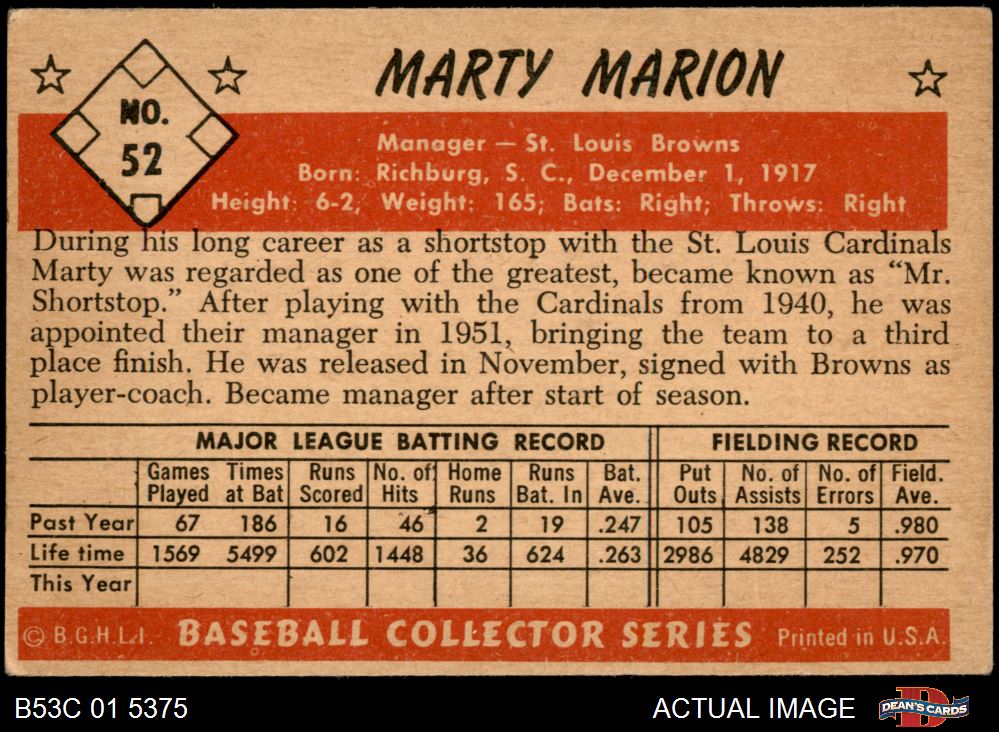 NO.
52
MARTY MARION
Manager — St. Louis Browns
Born: Richburg, S. C., December 1, 1917
Height: 6-2, Weight: 165; Bats: Right; Throws: Right
During his long career as a shortstop with the St. Louis Cardinals
Marty was regarded as one of the greatest, became known as “Mr.
Shortstop.” After playing with the Cardinals from 1940, he was
appointed their manager in 1951, bringing the team to a third
place finish. He was released in November, signed with Browns as
player-coach. Became manager after start of season.
MAJOR LEAGUE BATTING RECORD FIELDING RECORD
Games Times Runs No. of Home Runs Bat. Put No. of No. of Field.
Played at Bat Scored Hits Runs Bat. In Ave. Outs Assists Errors Ave.
Past Year 67 186 16 46 2 19 .247 105 138 5 .980
Life time 1569 5499 602 1448 36 624 .263 2986 4829 252 .970
This Year
© B.G.H.L.I. BASEBALL COLLECTOR SERIES Printed in U.S.A.
B53C 01 5375 ACTUAL IMAGE DEAN'S CARDS